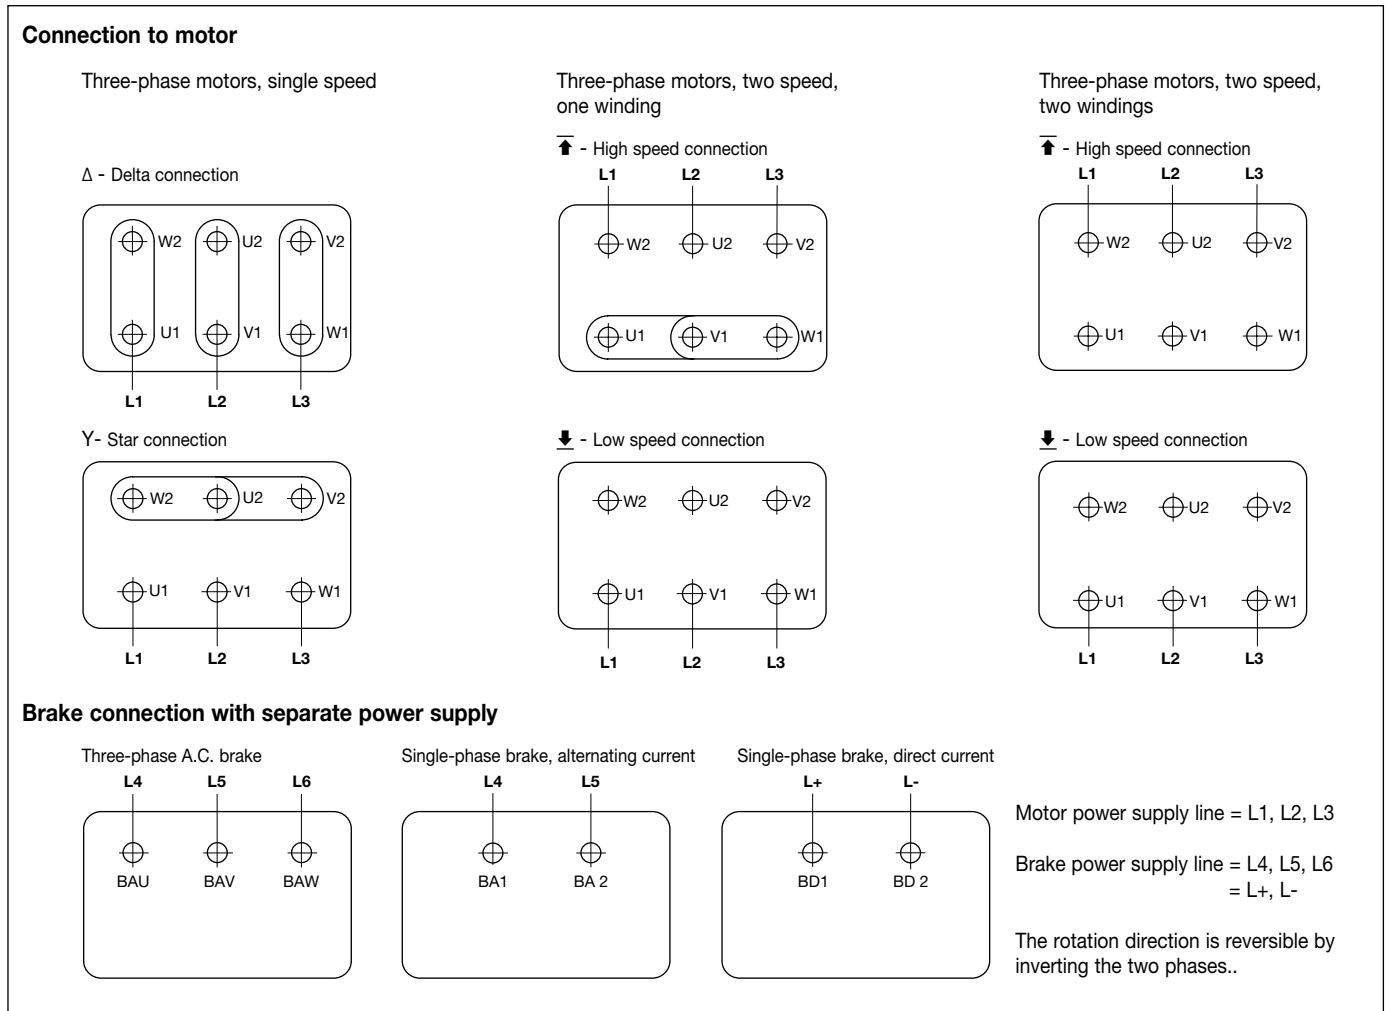 Connection to motor
Three-phase motors, single speed
Δ - Delta connection
W2 U2 V2
U1 V1 W1
L1 L2 L3
Y- Star connection
W2 U2 V2
U1 V1 W1
L1 L2 L3
Three-phase motors, two speed,
one winding
- High speed connection
L1 L2 L3
W2 U2 V2
U1 V1 W1
- Low speed connection
W2 U2 V2
U1 V1 W1
L1 L2 L3
Three-phase motors, two speed,
two windings
- High speed connection
L1 L2 L3
W2 U2 V2
U1 V1 W1
- Low speed connection
W2 U2 V2
U1 V1 W1
L1 L2 L3
Brake connection with separate power supply
Three-phase A.C. brake
L4 L5 L6
BAU BAV BAW
Single-phase brake, alternating current
L4 L5
BA1 BA 2
Single-phase brake, direct current
L+ L-
BD1 BD 2
Motor power supply line = L1, L2, L3
Brake power supply line = L4, L5, L6
= L+, L-
The rotation direction is reversible by
inverting the two phases..